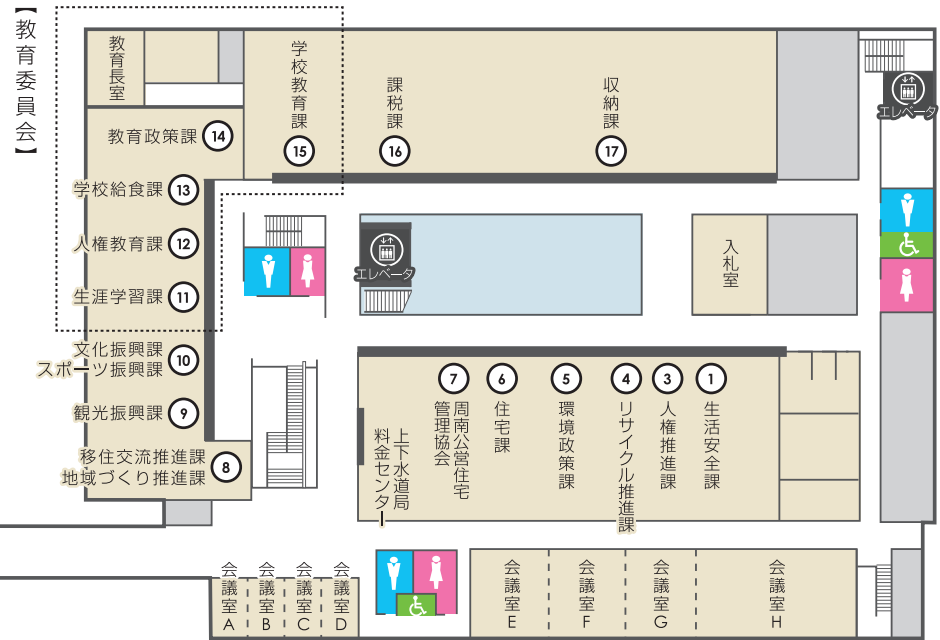 【教育委員会】
教育長室
教育政策課 14
学校教育課
15
課税課
16
収納課
17
エレベータ
学校給食課 13
人権教育課 12
生涯学習課 11
文化振興課
スポーツ振興課
10
観光振興課 9
移住交流推進課
地域づくり推進課
8
エレベータ
入札室
7
周南公営住宅
管理協会
6
住宅課
5
環境政策課
4
リサイクル推進課
3
人権推進課
1
生活安全課
上下水道局
料金センター
会議室A
会議室B
会議室C
会議室D
会議室E
会議室F
会議室G
会議室H